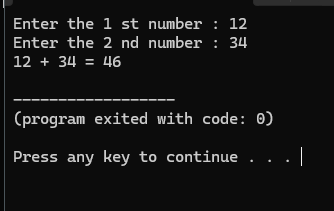 Enter the 1 st number : 12
Enter the 2 nd number : 34
12 + 34 = 46
------------------
(program exited with code: 0)
Press any key to continue . . .